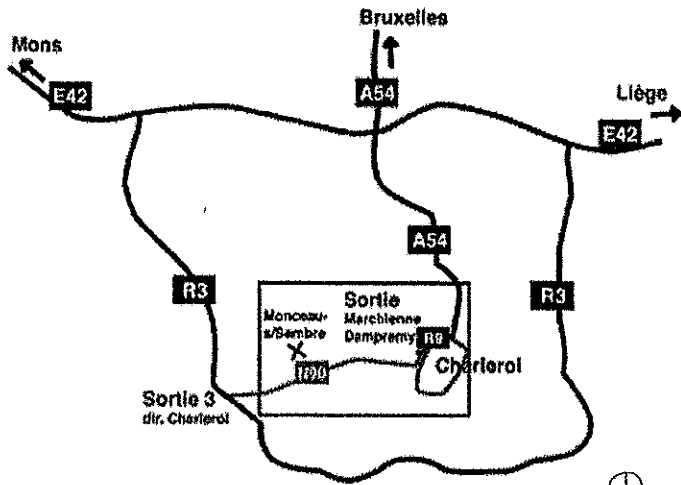 Bruxelles
Mons
E42
A54
Liège
E42
A54
R3
R3
Sortie
Marchienne
Dampremy
Monceau-
s/Sambre
R9
Charleroi
Sortie 3
dir. Charleroi